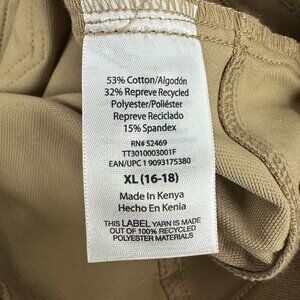 53% Cotton/Algodón
32% Repreve Recycled
Polyester/Poliéster
Repreve Reciclado
15% Spandex
RN# 52469
TT3010003001F
EAN/UPC 1 9093175380
XL (16-18)
Made In Kenya
Hecho En Kenia
THIS LABEL YARN IS MADE
OUT OF 100% RECYCLED
POLYESTER MATERIALS